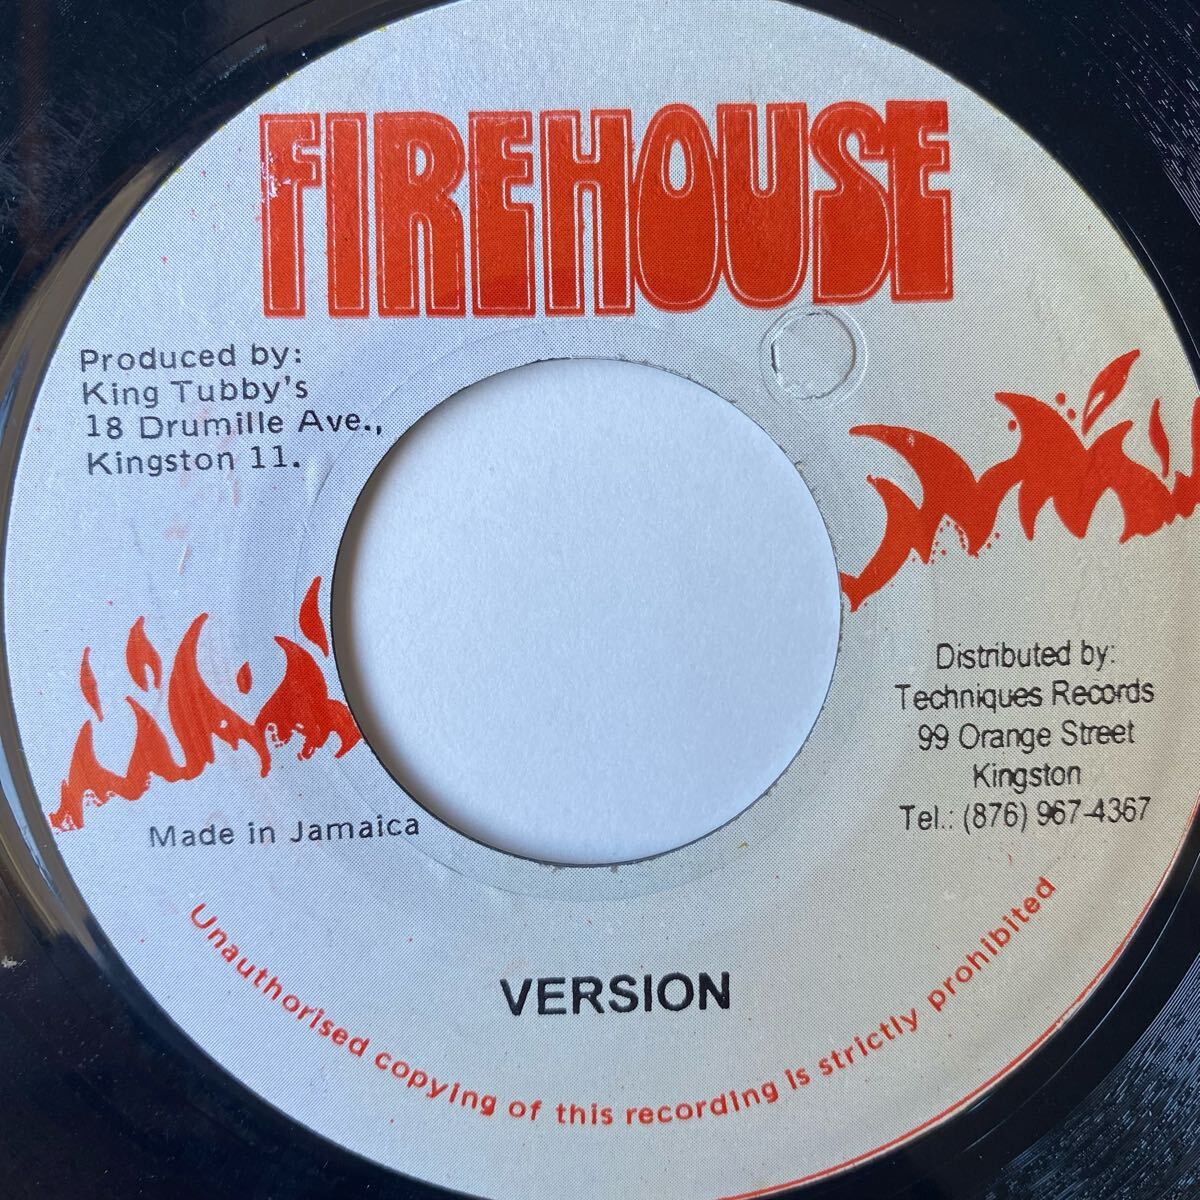 FIREHOUSE
Produced by:
King Tubby's
18 Drumille Ave.,
Kingston 11.
Distributed by:
Techniques Records
99 Orange Street
Kingston
Tel.: (876) 967-4367
Made in Jamaica
VERSION
Unauthorised copying of this recording is strictly prohibited